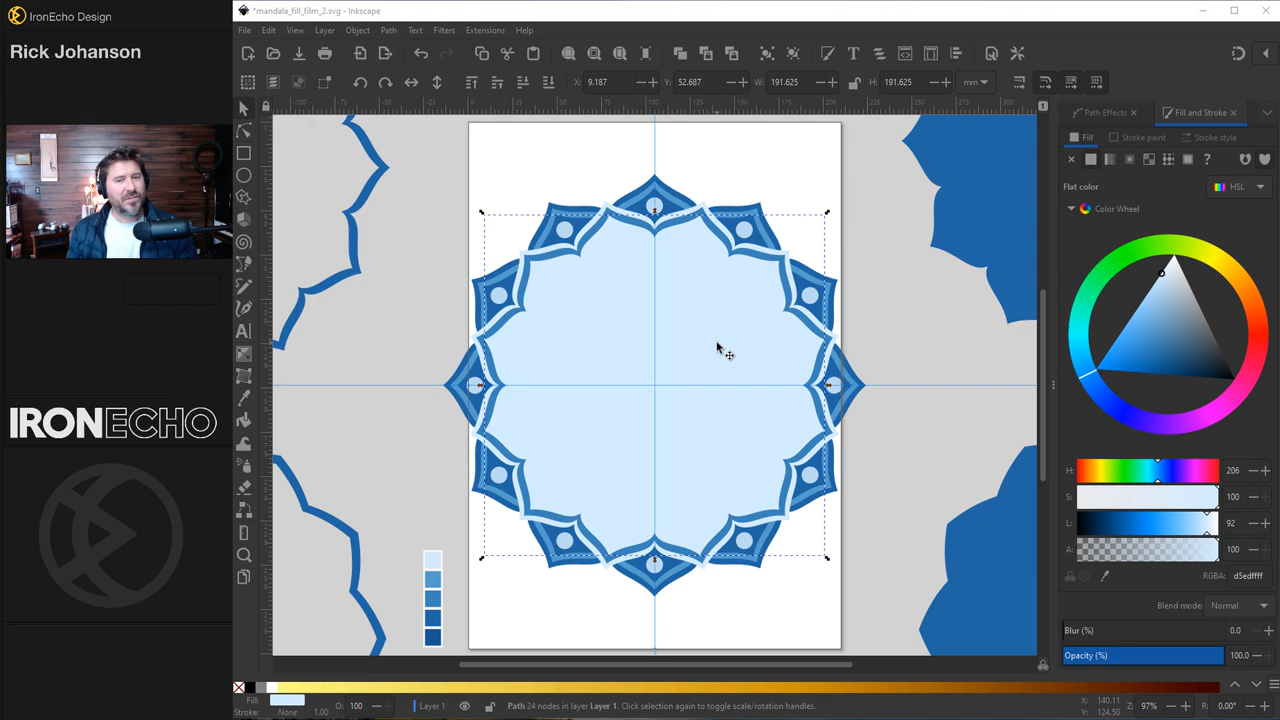 IronEcho Design
*mandala_fill_film_2.svg - Inkscape
Rick Johanson
File Edit View Layer Object Path Text Filters Extensions Help
X: 9.187 Y: 52.687 W: 191.625 H: 191.625 mm
Path Effects Fill and Stroke
Fill Stroke paint Stroke style
Flat color HSL
Color Wheel
IRONECHO
H: 206
S: 100
L: 92
A: 100
RGBA: d5edffff
Blend mode: Normal
Blur (%) 0.0
Opacity (%) 100.0
Fill:
Stroke: None 1.00
O: 100
Layer 1
Path 24 nodes in layer Layer 1. Click selection again to toggle scale/rotation handles.
X: 140.11
Y: 124.50
Z: 97%
R: 0.00°